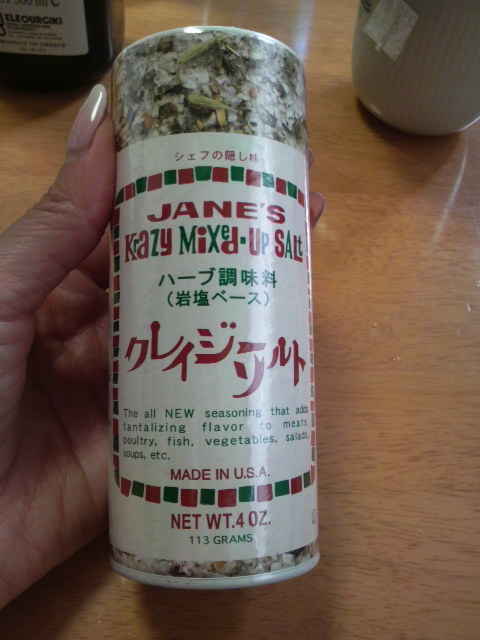 ELEOURGIKI
シェフの隠し味
JANE'S
Krazy Mixed-Up Salt
ハーブ調味料
(岩塩ベース)
クレイジーソルト
The all NEW seasoning that adds
tantalizing flavor to meats,
poultry, fish, vegetables, salads,
soups, etc.
MADE IN U.S.A.
NET WT. 4 OZ.
113 GRAMS